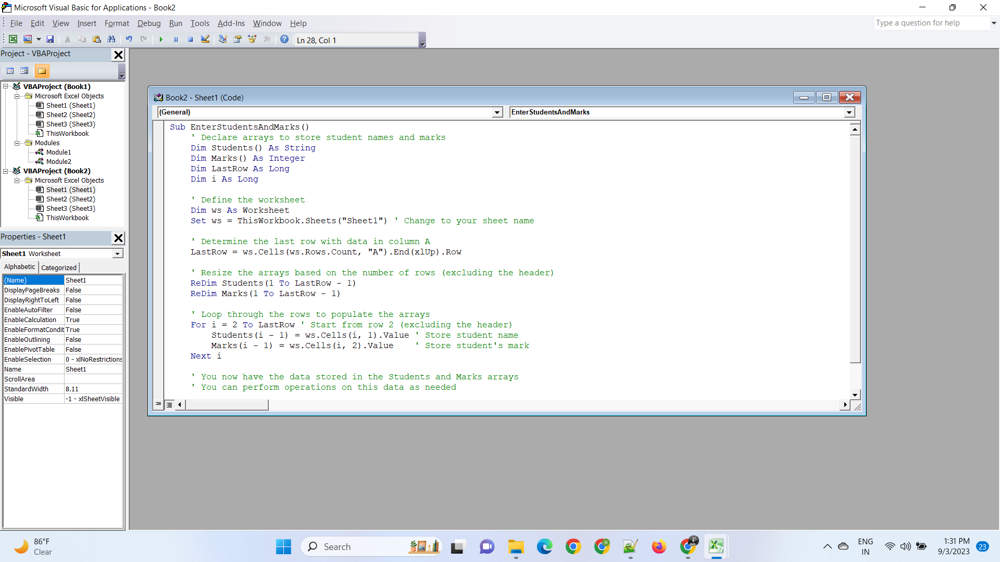 Microsoft Visual Basic for Applications - Book2
File Edit View Insert Format Debug Run Tools Add-Ins Window Help
Type a question for help
Ln 28, Col 1
Project - VBAProject
VBAProject (Book1)
Microsoft Excel Objects
Sheet1 (Sheet1)
Sheet2 (Sheet2)
Sheet3 (Sheet3)
ThisWorkbook
Modules
Module1
Module2
VBAProject (Book2)
Microsoft Excel Objects
Sheet1 (Sheet1)
Sheet2 (Sheet2)
Sheet3 (Sheet3)
ThisWorkbook
Properties - Sheet1
Sheet1 Worksheet
Alphabetic Categorized
(Name) Sheet1
DisplayPageBreaks False
DisplayRightToLeft False
EnableAutoFilter False
EnableCalculation True
EnableFormatCondit True
EnableOutlining False
EnablePivotTable False
EnableSelection 0 - xlNoRestrictions
Name Sheet1
ScrollArea
StandardWidth 8.11
Visible -1 - xlSheetVisible
Book2 - Sheet1 (Code)
(General) EnterStudentsAndMarks
Sub EnterStudentsAndMarks()
    ' Declare arrays to store student names and marks
    Dim Students() As String
    Dim Marks() As Integer
    Dim LastRow As Long
    Dim i As Long
    ' Define the worksheet
    Dim ws As Worksheet
    Set ws = ThisWorkbook.Sheets("Sheet1") ' Change to your sheet name
    ' Determine the last row with data in column A
    LastRow = ws.Cells(ws.Rows.Count, "A").End(xlUp).Row
    ' Resize the arrays based on the number of rows (excluding the header)
    ReDim Students(1 To LastRow - 1)
    ReDim Marks(1 To LastRow - 1)
    ' Loop through the rows to populate the arrays
    For i = 2 To LastRow ' Start from row 2 (excluding the header)
        Students(i - 1) = ws.Cells(i, 1).Value ' Store student name
        Marks(i - 1) = ws.Cells(i, 2).Value    ' Store student's mark
    Next i
    ' You now have the data stored in the Students and Marks arrays
    ' You can perform operations on this data as needed
86°F
Clear
Search
N
ENG
IN
1:31 PM
9/3/2023
23